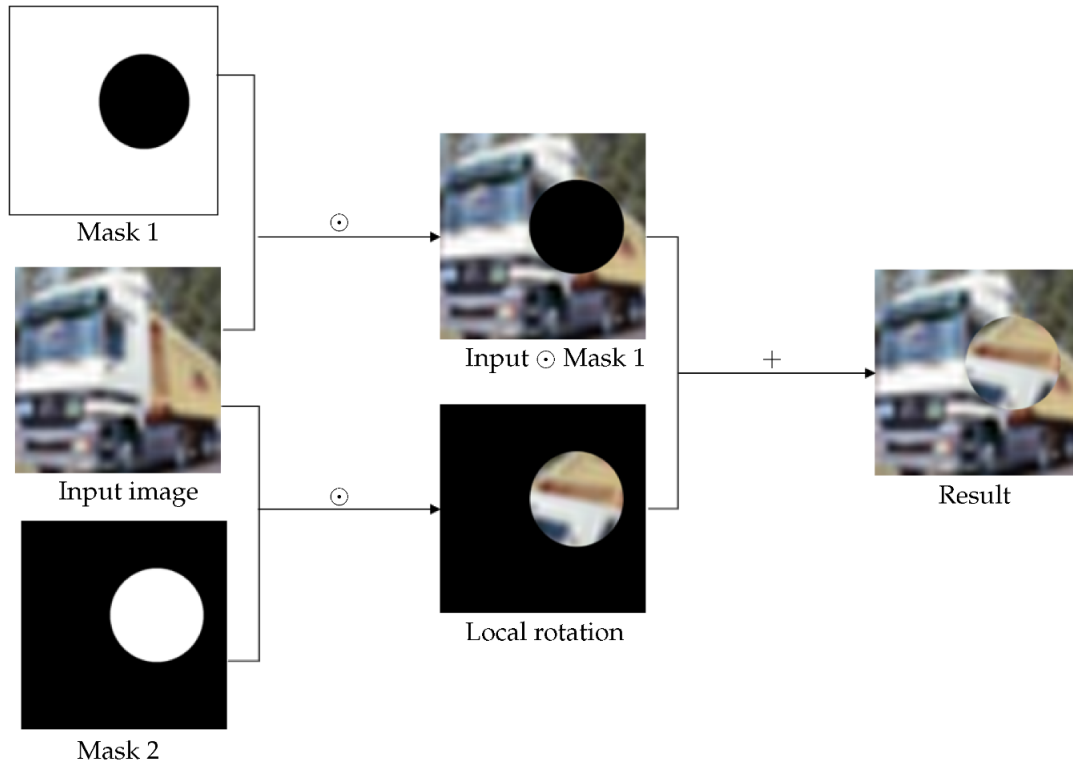 Mask 1
⊙
Input image
Input ⊙ Mask 1
+
⊙
Result
Local rotation
Mask 2